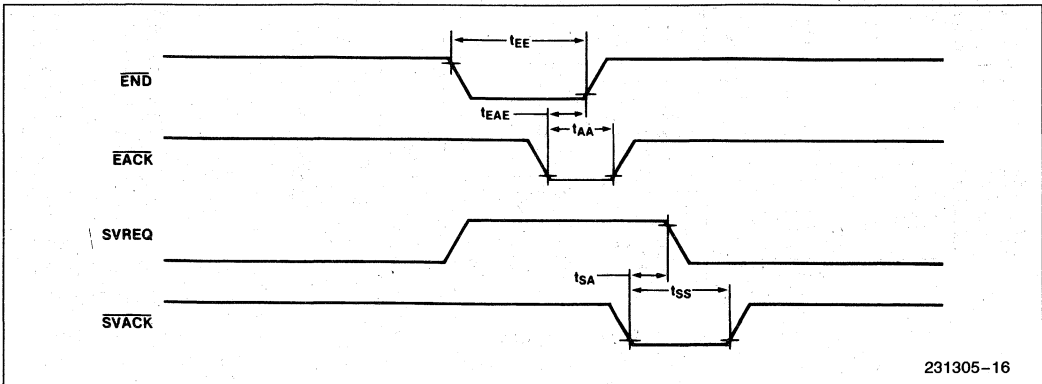 tEE
END
tEAE
tAA
EACK
SVREQ
tSA
tSS
SVACK
231305-16